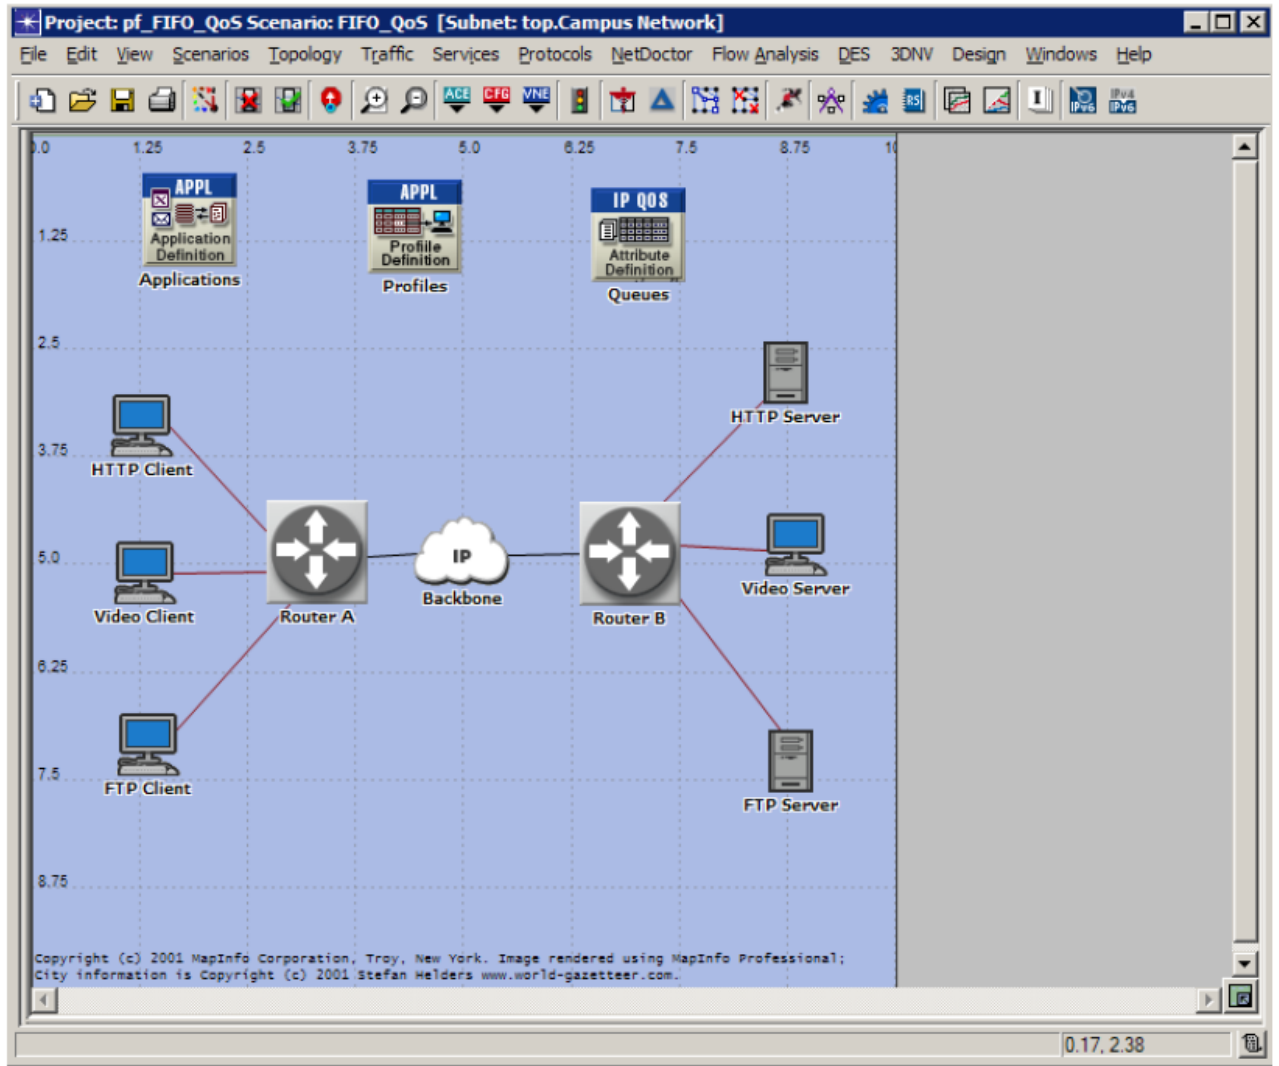 Project: pf_FIFO_QoS Scenario: FIFO_QoS [Subnet: top.Campus Network]
File Edit View Scenarios Topology Traffic Services Protocols NetDoctor Flow Analysis DES 3DNV Design Windows Help
ACE CFG VNE RS I IPv6 IPv4 IPv6
0.0 1.25 2.5 3.75 5.0 6.25 7.5 8.75 10
APPL
Application
Definition
Applications
APPL
Profile
Definition
Profiles
IP QOS
Attribute
Definition
Queues
1.25
2.5
HTTP Server
3.75
HTTP Client
5.0
IP
Backbone
Video Server
Video Client
Router A
Router B
6.25
7.5
FTP Client
FTP Server
8.75
Copyright (c) 2001 MapInfo Corporation, Troy, New York. Image rendered using MapInfo Professional;
City information is Copyright (c) 2001 Stefan Helders www.world-gazetteer.com.
0.17, 2.38